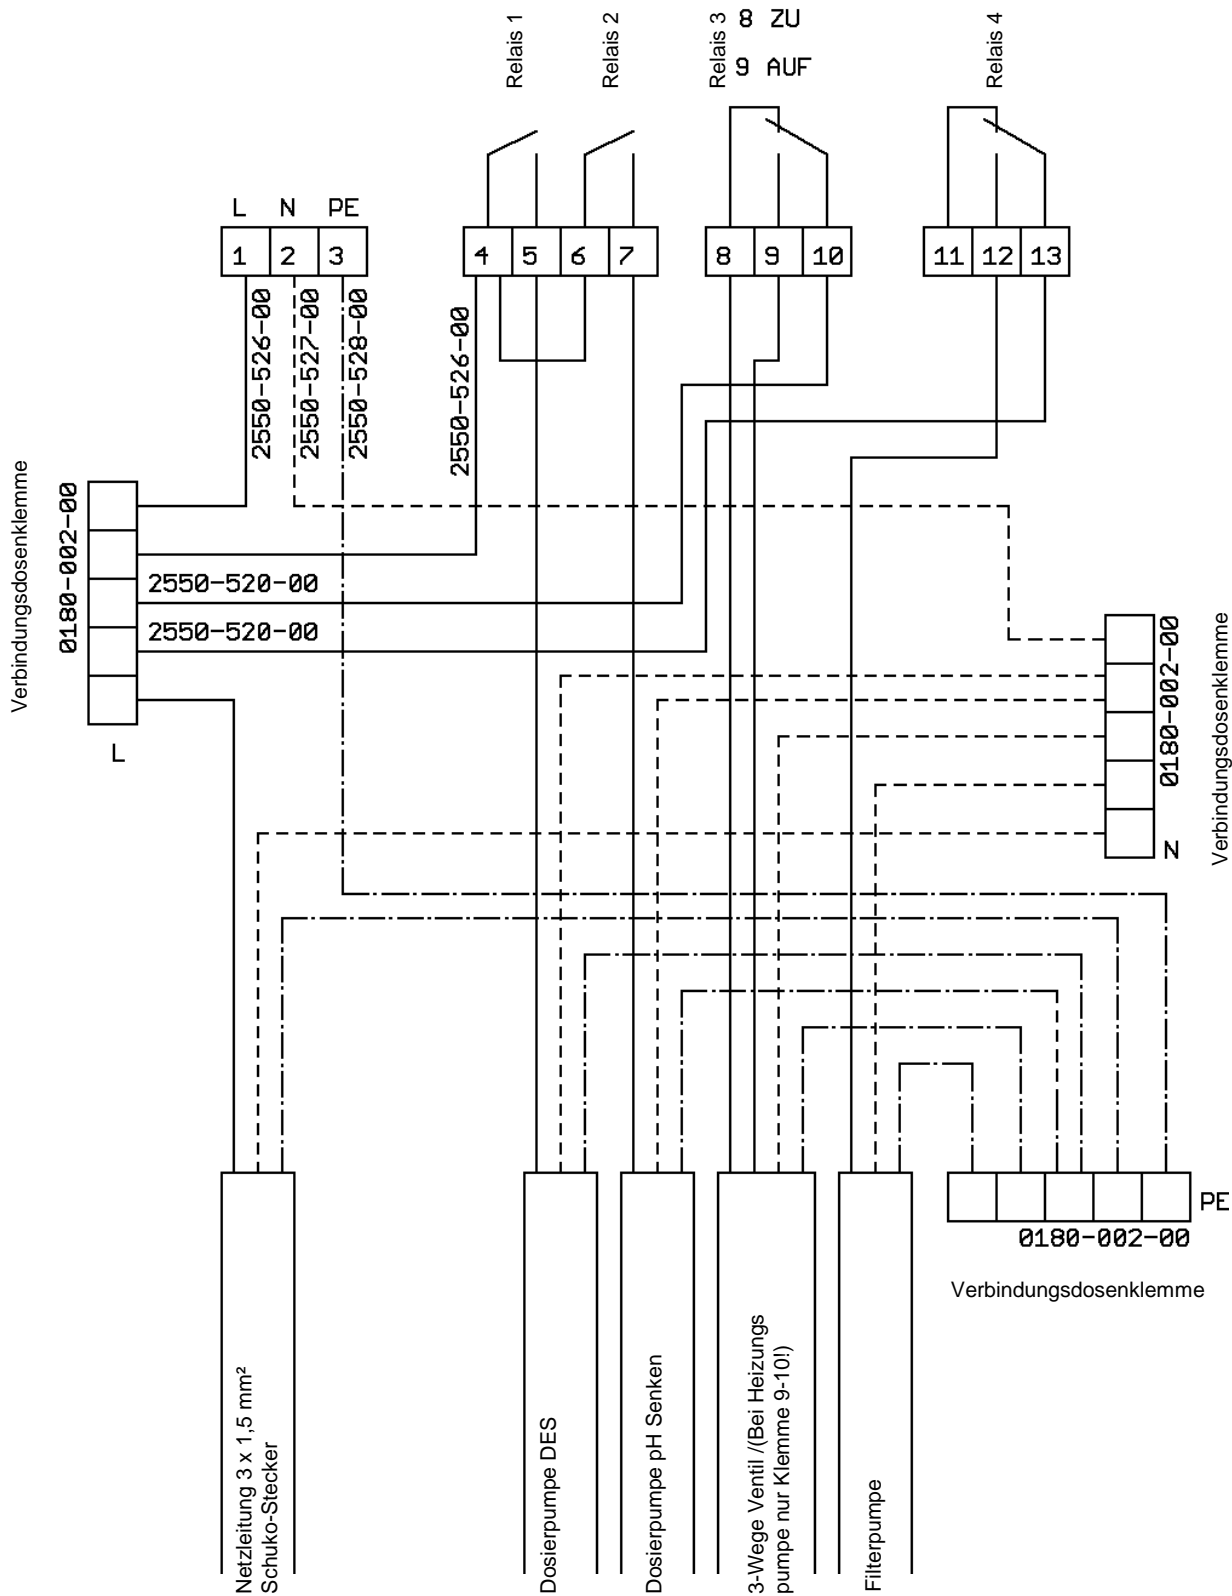 Relais 1
Relais 2
Relais 3
8 ZU
9 AUF
Relais 4
L N PE
1 2 3
4 5 6 7
8 9 10
11 12 13
2550-526-00
2550-527-00
2550-528-00
2550-526-00
Verbindungsdosenklemme
0180-002-00
2550-520-00
2550-520-00
L
0180-002-00
Verbindungsdosenklemme
N
PE
0180-002-00
Verbindungsdosenklemme
Netzleitung 3 x 1,5 mm²
Schuko-Stecker
Dosierpumpe DES
Dosierpumpe pH Senken
3-Wege Ventil /(Bei Heizungs
pumpe nur Klemme 9-10!)
Filterpumpe